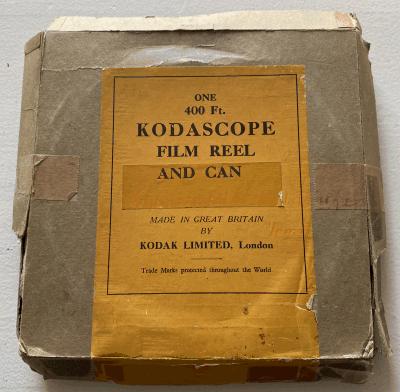 ONE
400 Ft.
KODASCOPE
FILM REEL
AND CAN
MADE IN GREAT BRITAIN
BY
KODAK LIMITED, London
Trade Marks protected throughout the World